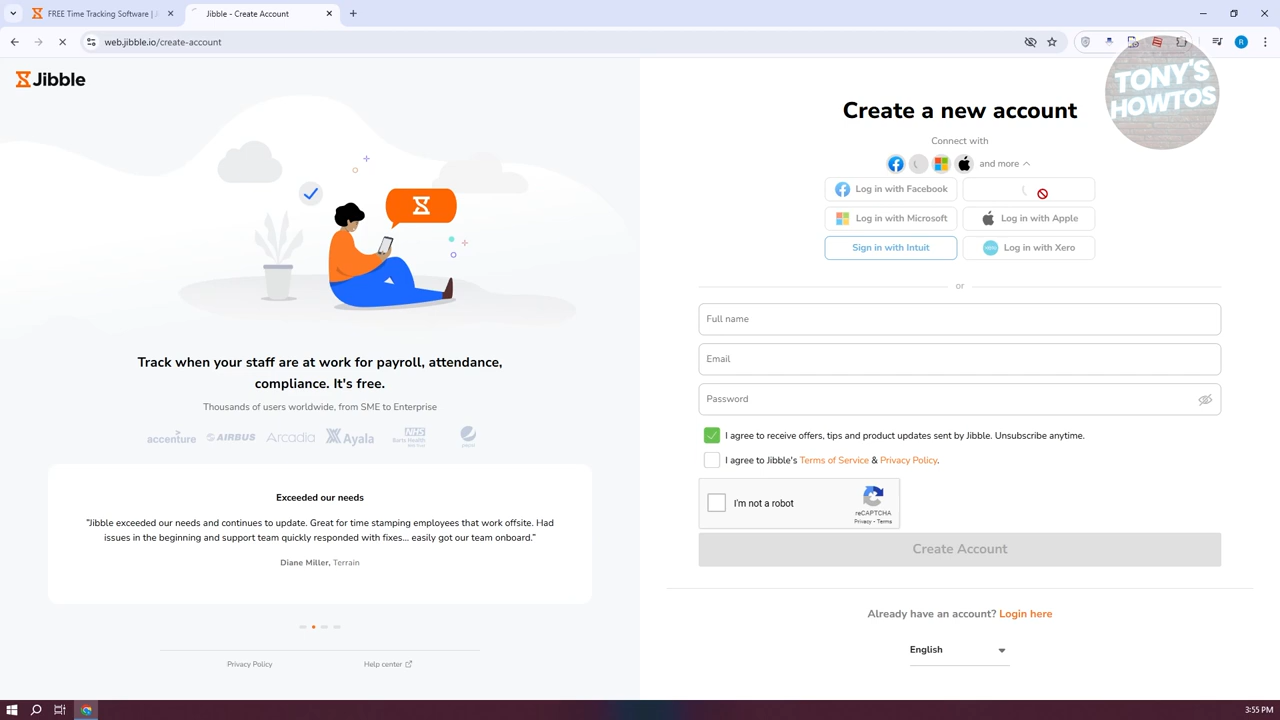 FREE Time Tracking Software | J
Jibble - Create Account
web.jibble.io/create-account
R
Jibble
TONY'S
HOWTOS
Create a new account
Connect with
and more
Log in with Facebook
Log in with Microsoft
Log in with Apple
Sign in with Intuit
Log in with Xero
or
Full name
Email
Password
I agree to receive offers, tips and product updates sent by Jibble. Unsubscribe anytime.
I agree to Jibble's Terms of Service & Privacy Policy.
I'm not a robot
reCAPTCHA
Privacy - Terms
Create Account
Already have an account? Login here
English
Track when your staff are at work for payroll, attendance,
compliance. It's free.
Thousands of users worldwide, from SME to Enterprise
accenture AIRBUS Arcadia Ayala NHS
Barts Health
Exceeded our needs
"Jibble exceeded our needs and continues to update. Great for time stamping employees that work offsite. Had
issues in the beginning and support team quickly responded with fixes... easily got our team onboard."
Diane Miller, Terrain
Privacy Policy
Help center
3:55 PM